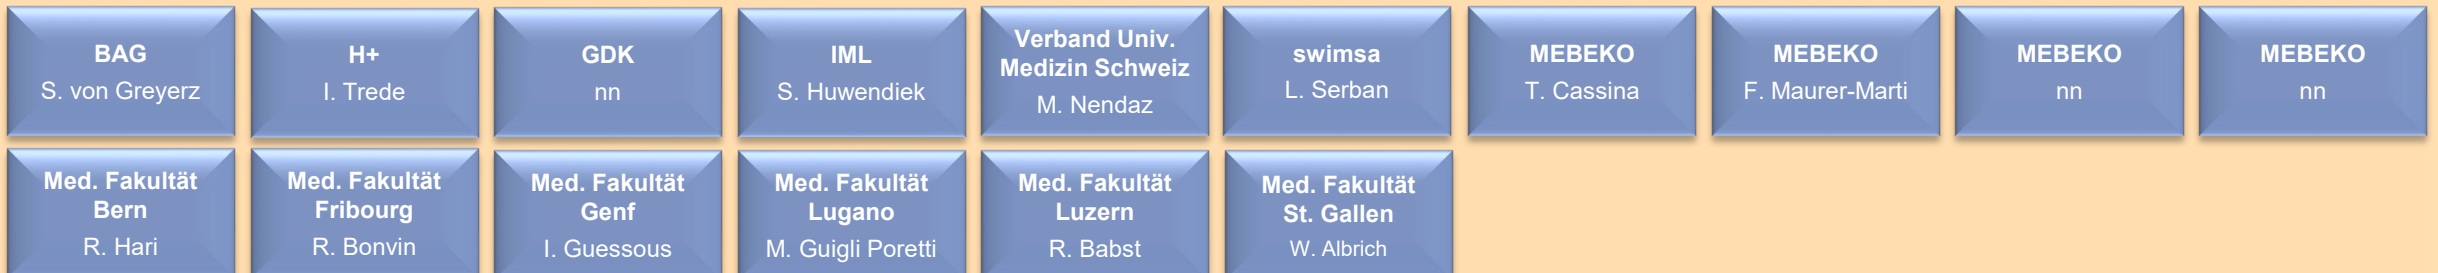 BAG
S. von Greyerz
H+
I. Trede
GDK
nn
IML
S. Huwendiek
Verband Univ.
Medizin Schweiz
M. Nendaz
swimsa
L. Serban
MEBEKO
T. Cassina
MEBEKO
F. Maurer-Marti
MEBEKO
nn
MEBEKO
nn
Med. Fakultät
Bern
R. Hari
Med. Fakultät
Fribourg
R. Bonvin
Med. Fakultät
Genf
I. Guessous
Med. Fakultät
Lugano
M. Guigli Poretti
Med. Fakultät
Luzern
R. Babst
Med. Fakultät
St. Gallen
W. Albrich